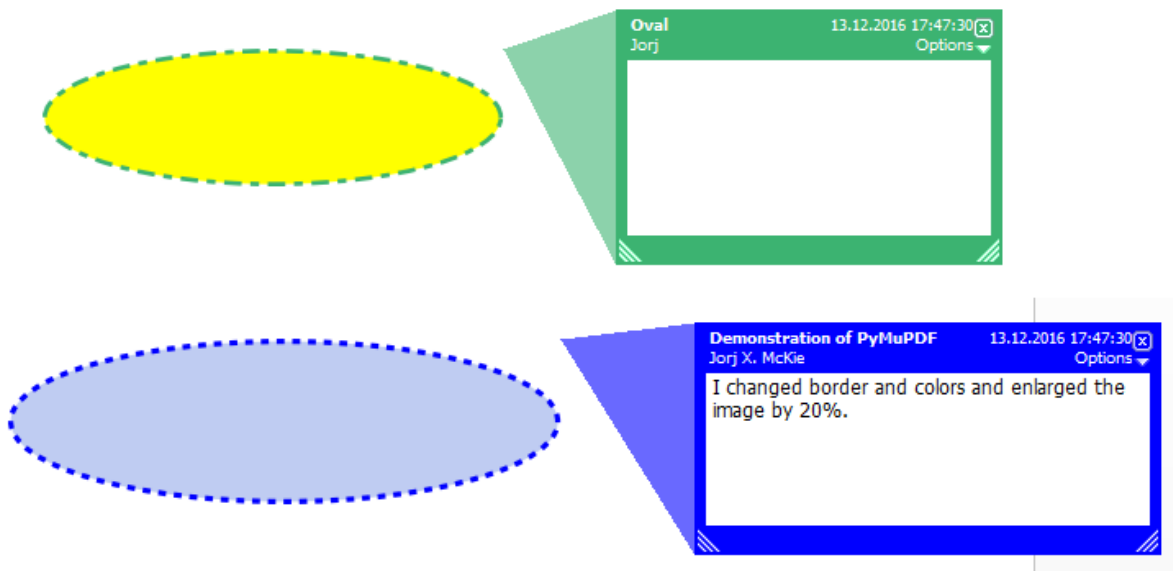 Oval 13.12.2016 17:47:30
Jorj Options
Demonstration of PyMuPDF 13.12.2016 17:47:30
Jorj X. McKie Options
I changed border and colors and enlarged the
image by 20%.